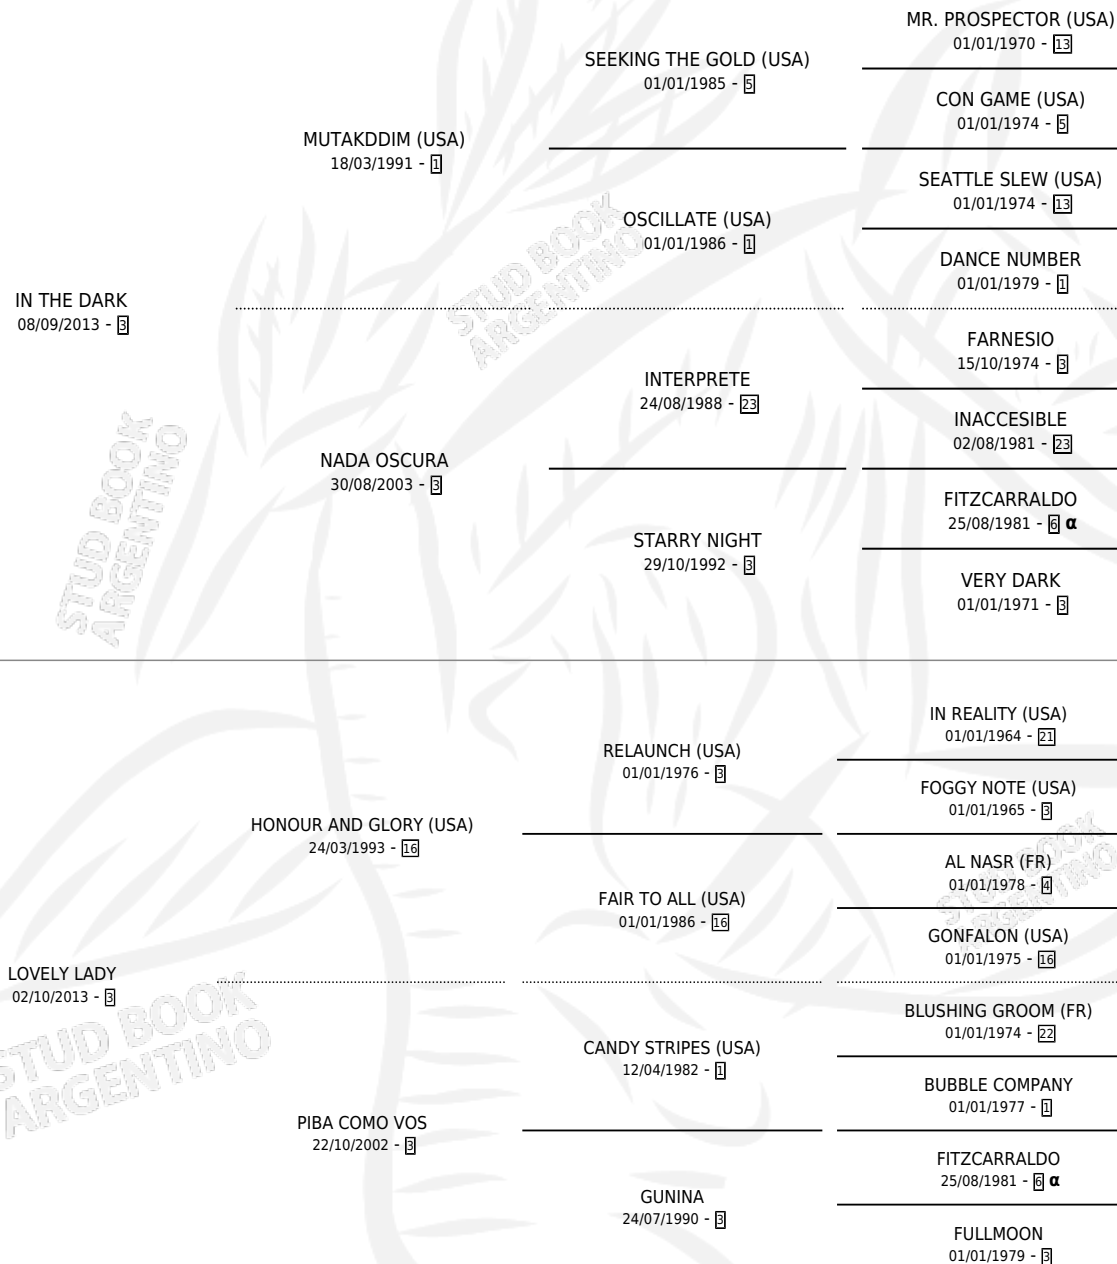 MR. PROSPECTOR (USA)
01/01/1970 - 13
SEEKING THE GOLD (USA)
01/01/1985 - 5
CON GAME (USA)
01/01/1974 - 5
MUTAKDDIM (USA)
18/03/1991 - 1
SEATTLE SLEW (USA)
01/01/1974 - 13
OSCILLATE (USA)
01/01/1986 - 1
DANCE NUMBER
01/01/1979 - 1
IN THE DARK
08/09/2013 - 3
FARNESIO
15/10/1974 - 3
INTERPRETE
24/08/1988 - 23
INACCESIBLE
02/08/1981 - 23
NADA OSCURA
30/08/2003 - 3
FITZCARRALDO
25/08/1981 - 6 α
STARRY NIGHT
29/10/1992 - 3
VERY DARK
01/01/1971 - 3
STUD BOOK
ARGENTINO
STUD BOOK
ARGENTINO
IN REALITY (USA)
01/01/1964 - 21
RELAUNCH (USA)
01/01/1976 - 3
FOGGY NOTE (USA)
01/01/1965 - 3
HONOUR AND GLORY (USA)
24/03/1993 - 16
AL NASR (FR)
01/01/1978 - 4
FAIR TO ALL (USA)
01/01/1986 - 16
GONFALON (USA)
01/01/1975 - 16
LOVELY LADY
02/10/2013 - 3
BLUSHING GROOM (FR)
01/01/1974 - 22
CANDY STRIPES (USA)
12/04/1982 - 1
BUBBLE COMPANY
01/01/1977 - 1
PIBA COMO VOS
22/10/2002 - 3
FITZCARRALDO
25/08/1981 - 6 α
GUNINA
24/07/1990 - 3
FULLMOON
01/01/1979 - 3
STUD BOOK
ARGENTINO
STUD BOOK
ARGENTINO